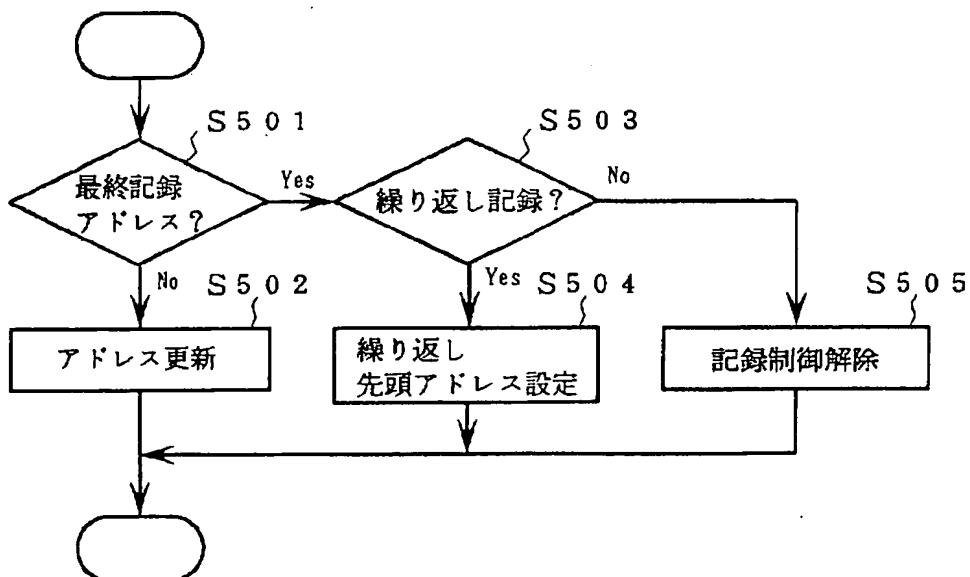 S501
S503
最終記録
アドレス?
Yes
繰り返し記録?
No
No
S502
Yes
S504
S505
アドレス更新
繰り返し
先頭アドレス設定
記録制御解除